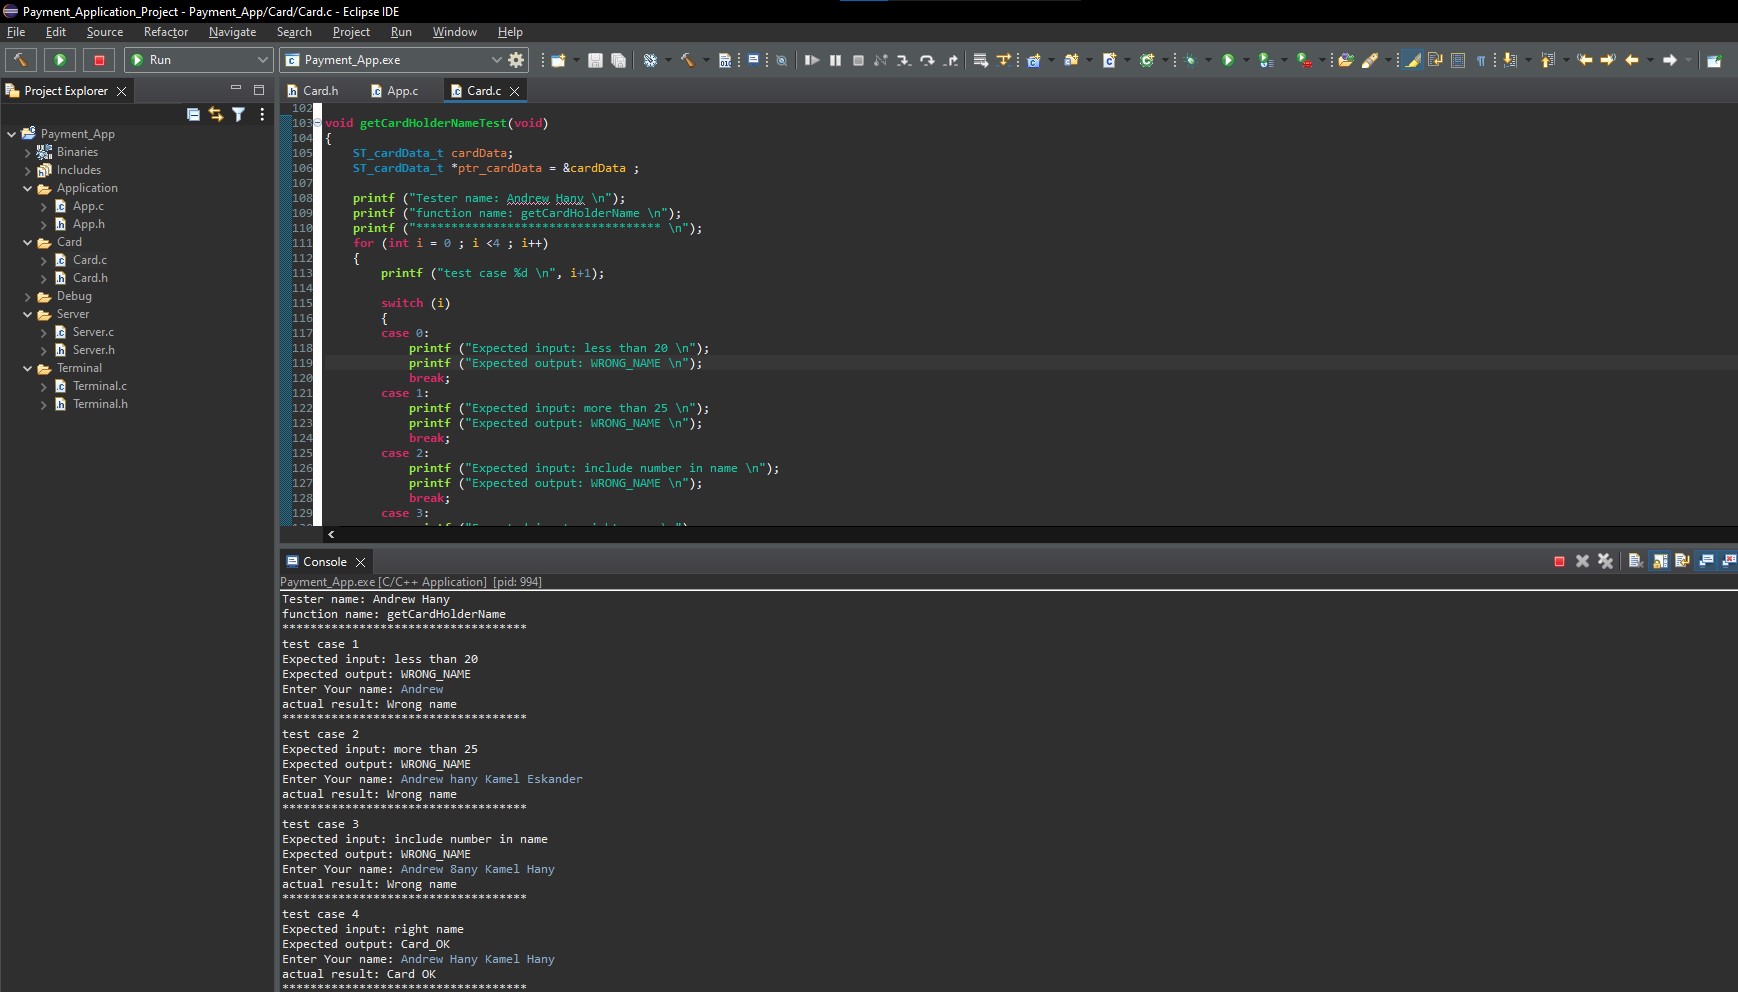 Payment_Application_Project - Payment_App/Card/Card.c - Eclipse IDE
File Edit Source Refactor Navigate Search Project Run Window Help
Run
Payment_App.exe
Project Explorer
Payment_App
Binaries
Includes
Application
App.c
App.h
Card
Card.c
Card.h
Debug
Server
Server.c
Server.h
Terminal
Terminal.c
Terminal.h
Card.h App.c Card.c
102
103 void getCardHolderNameTest(void)
104 {
105 ST_cardData_t cardData;
106 ST_cardData_t *ptr_cardData = &cardData ;
107
108 printf ("Tester name: Andrew Hany \n");
109 printf ("function name: getCardHolderName \n");
110 printf ("*********************************** \n");
111 for (int i = 0 ; i <4 ; i++)
112 {
113 printf ("test case %d \n", i+1);
114
115 switch (i)
116 {
117 case 0:
118 printf ("Expected input: less than 20 \n");
119 printf ("Expected output: WRONG_NAME \n");
120 break;
121 case 1:
122 printf ("Expected input: more than 25 \n");
123 printf ("Expected output: WRONG_NAME \n");
124 break;
125 case 2:
126 printf ("Expected input: include number in name \n");
127 printf ("Expected output: WRONG_NAME \n");
128 break;
129 case 3:
Console
Payment_App.exe [C/C++ Application] [pid: 994]
Tester name: Andrew Hany
function name: getCardHolderName
***********************************
test case 1
Expected input: less than 20
Expected output: WRONG_NAME
Enter Your name: Andrew
actual result: Wrong name
***********************************
test case 2
Expected input: more than 25
Expected output: WRONG_NAME
Enter Your name: Andrew hany Kamel Eskander
actual result: Wrong name
***********************************
test case 3
Expected input: include number in name
Expected output: WRONG_NAME
Enter Your name: Andrew 8any Kamel Hany
actual result: Wrong name
***********************************
test case 4
Expected input: right name
Expected output: Card_OK
Enter Your name: Andrew Hany Kamel Hany
actual result: Card OK
***********************************